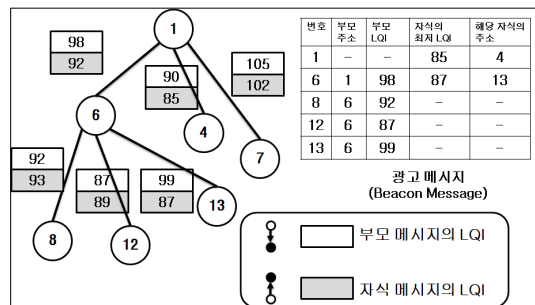 1
98
92
90
85
105
102
6
4
7
92
93
87
89
99
87
13
8
12
번호 부모 주소 부모 LQI 자식의 최저 LQI 해당 자식의 주소
1 – – 85 4
6 1 98 87 13
8 6 92 – –
12 6 87 – –
13 6 99 – –
광고 메시지
(Beacon Message)
부모 메시지의 LQI
자식 메시지의 LQI